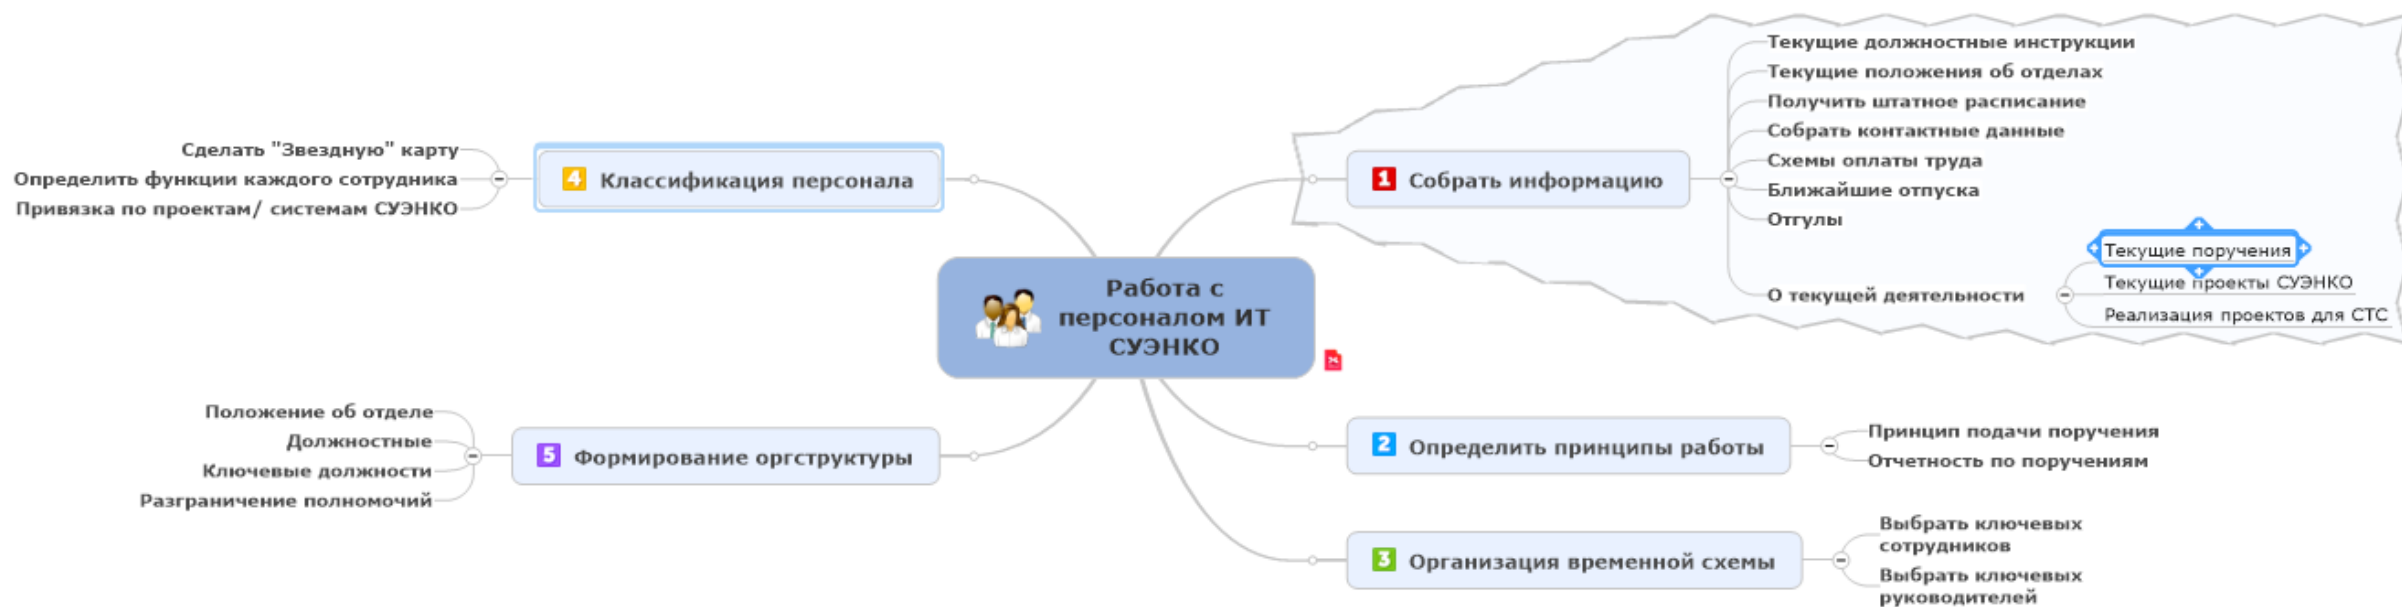 Работа с
персоналом ИТ
СУЭНКО
1 Собрать информацию
Текущие должностные инструкции
Текущие положения об отделах
Получить штатное расписание
Собрать контактные данные
Схемы оплаты труда
Ближайшие отпуска
Отгулы
О текущей деятельности
Текущие поручения
Текущие проекты СУЭНКО
Реализация проектов для СТС
2 Определить принципы работы
Принцип подачи поручения
Отчетность по поручениям
3 Организация временной схемы
Выбрать ключевых
сотрудников
Выбрать ключевых
руководителей
4 Классификация персонала
Сделать "Звездную" карту
Определить функции каждого сотрудника
Привязка по проектам/ системам СУЭНКО
5 Формирование оргструктуры
Положение об отделе
Должностные
Ключевые должности
Разграничение полномочий